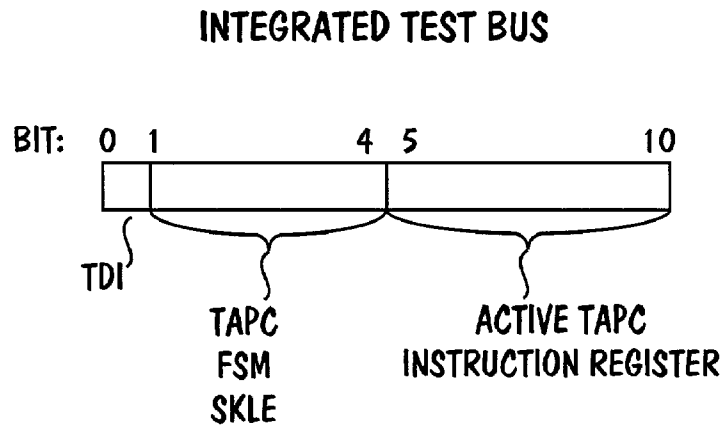 INTEGRATED TEST BUS
BIT: 0 1 4 5 10
TDI
TAPC
FSM
SKLE
ACTIVE TAPC
INSTRUCTION REGISTER